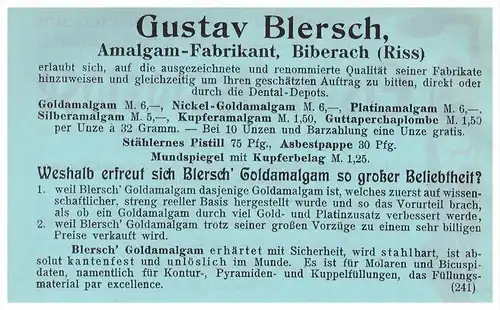 Gustav Blersch,
Amalgam-Fabrikant, Biberach (Riss)
erlaubt sich, auf die ausgezeichnete und renommierte Qualität seiner Fabrikate
hinzuweisen und gleichzeitig um Ihren geschätzten Auftrag zu bitten, direkt oder
durch die Dental-Depots.
Goldamalgam M. 6,—, Nickel-Goldamalgam M. 6,—, Platinamalgam M. 6,—,
Silberamalgam M. 5,—, Kupferamalgam M. 1,50, Guttaperchaplombe M. 1.50
per Unze à 32 Gramm. — Bei 10 Unzen und Barzahlung eine Unze gratis.
Stählernes Pistill 75 Pfg., Asbestpappe 30 Pfg.
Mundspiegel mit Kupferbelag M. 1,25.
Weshalb erfreut sich Blersch' Goldamalgam so großer Beliebtheit?
1. weil Blersch' Goldamalgam dasjenige Goldamalgam ist, welches zuerst auf wissen-
schaftlicher, streng reeller Basis hergestellt wurde und so das Vorurteil brach,
als ob ein Goldamalgam durch viel Gold- und Platinzusatz verbessert werde,
2. weil Blersch' Goldamalgam trotz seiner großen Vorzüge zu einem sehr billigen
Preise verkauft wird.
Blersch' Goldamalgam erhärtet mit Sicherheit, wird stahlhart, ist ab-
solut kantenfest und unlöslich im Munde. Es ist für Molaren und Bicuspi-
daten, namentlich für Kontur-, Pyramiden- und Kuppelfüllungen, das Füllungs-
material par excellence. (241)